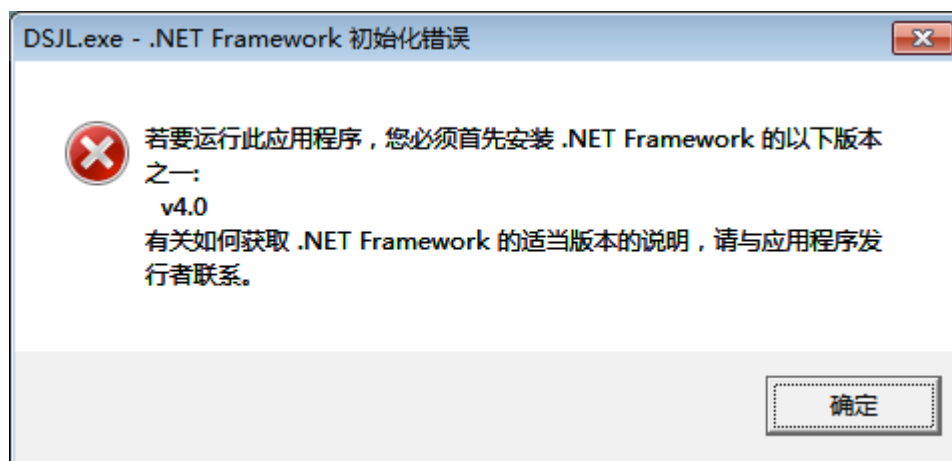 DSJL.exe - .NET Framework 初始化错误
若要运行此应用程序，您必须首先安装 .NET Framework 的以下版本
之一:
v4.0
有关如何获取 .NET Framework 的适当版本的说明，请与应用程序发
行者联系。
确定